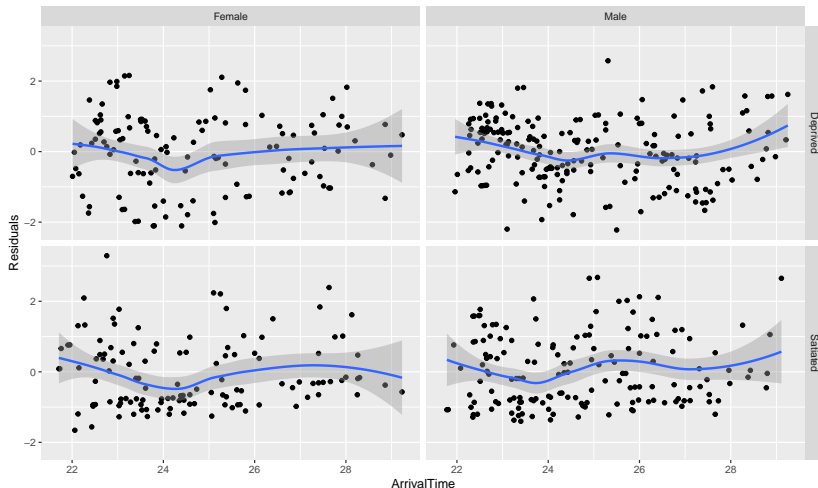 Female
Male
2
0
−2
Deprived
2
0
−2
Satiated
22
24
26
28
22
24
26
28
ArrivalTime
Residuals